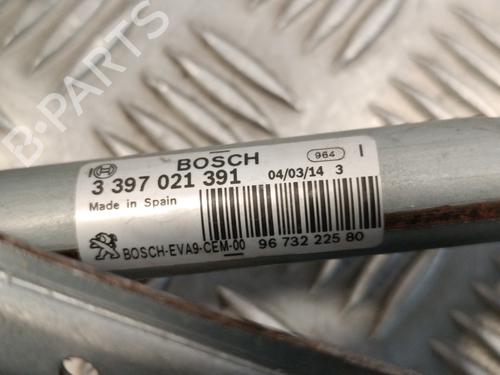 B-PARTS
BOSCH 964 I
3 397 021 391 04/03/14 3
Made in Spain
BOSCH-EVA9-CEM-00 96 732 225 80